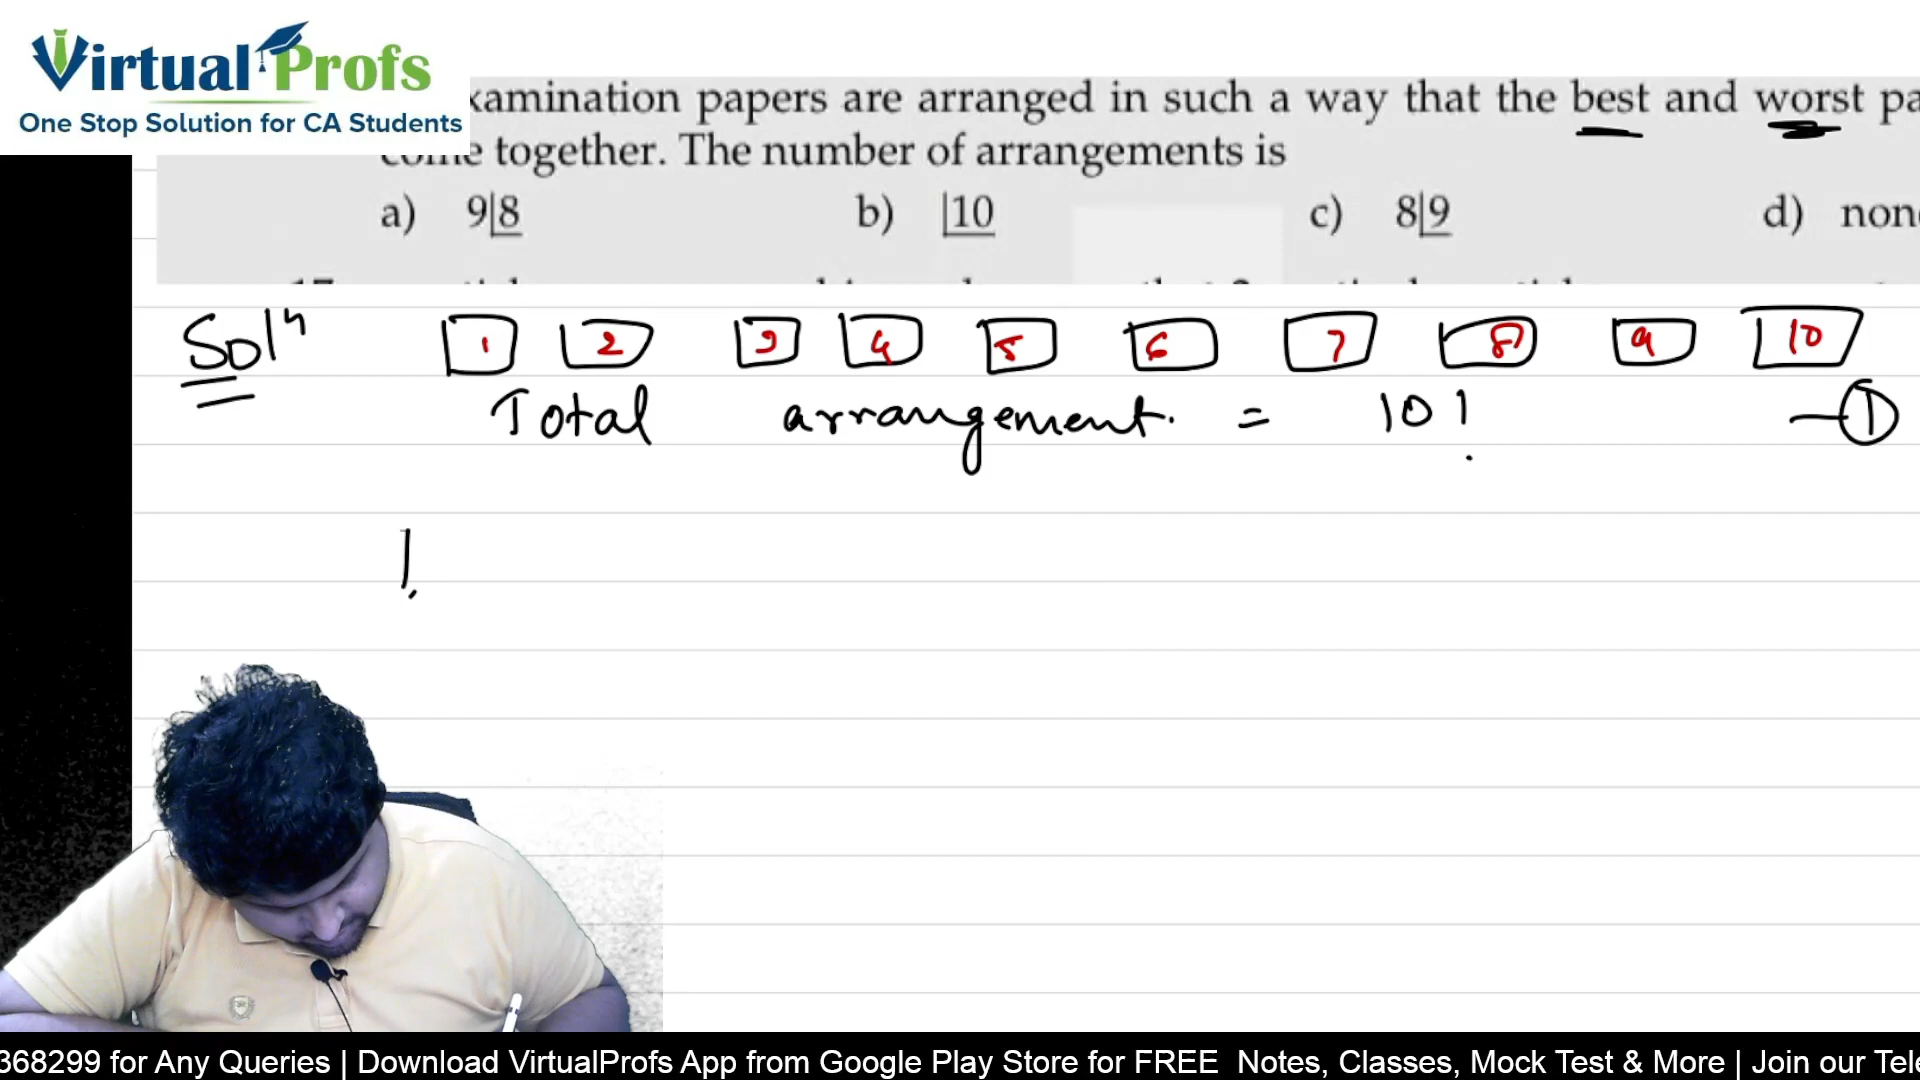 Virtual Profs
One Stop Solution for CA Students
xamination papers are arranged in such a way that the best and worst pa
come together. The number of arrangements is
a) 9|8 b) |10 c) 8|9 d) non
Solⁿ 1 2 3 4 5 6 7 8 9 10
Total arrangement. = 10! —①
368299 for Any Queries | Download VirtualProfs App from Google Play Store for FREE Notes, Classes, Mock Test & More | Join our Tele